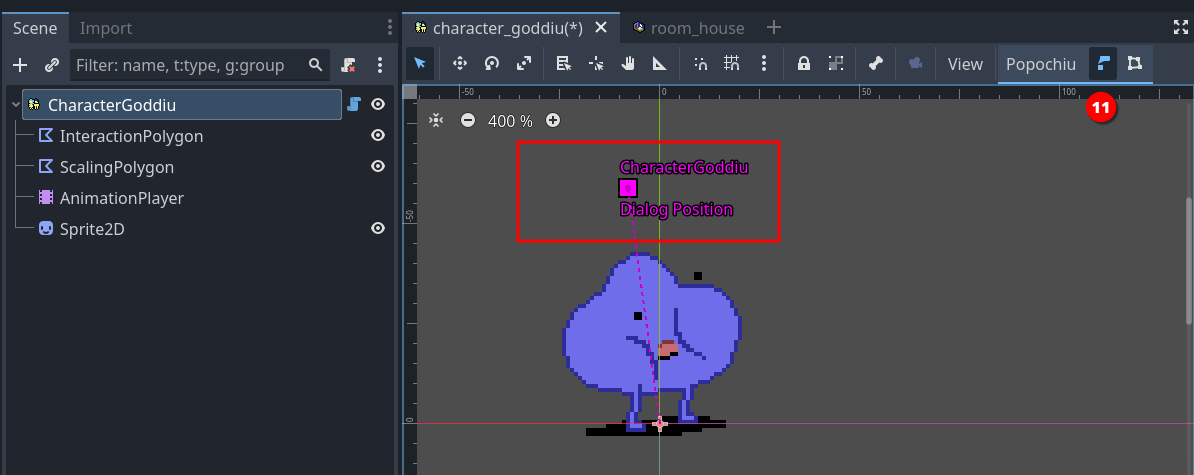 Scene
Import
character_goddiu(*)
room_house
Filter: name, t:type, g:group
View
Popochiu
CharacterGoddiu
InteractionPolygon
ScalingPolygon
AnimationPlayer
Sprite2D
-50
0
50
100
11
400 %
CharacterGoddiu
Dialog Position
-50
0